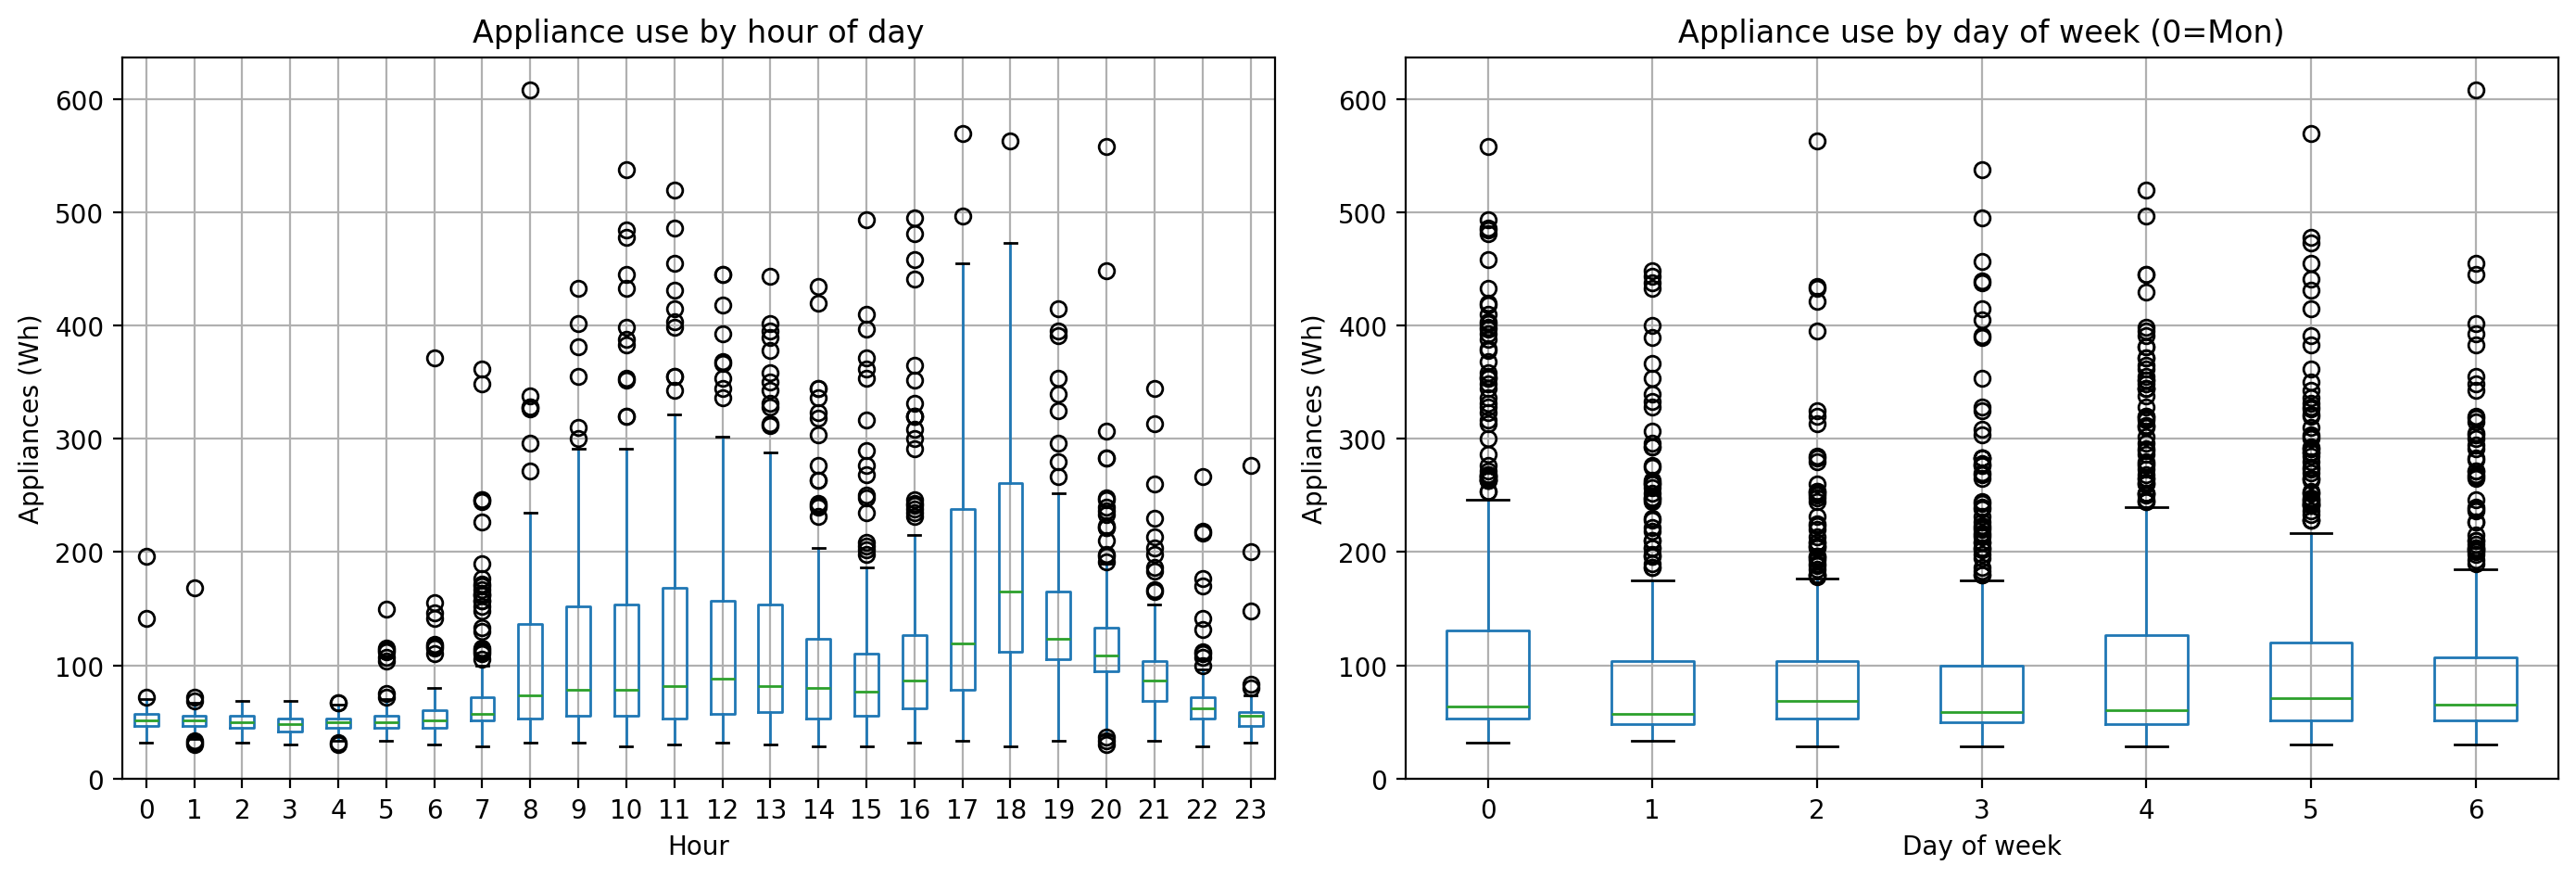 Appliance use by hour of day
Appliances (Wh)
600
500
400
300
200
100
0
0 1 2 3 4 5 6 7 8 9 10 11 12 13 14 15 16 17 18 19 20 21 22 23
Hour
Appliance use by day of week (0=Mon)
Appliances (Wh)
600
500
400
300
200
100
0
0 1 2 3 4 5 6
Day of week